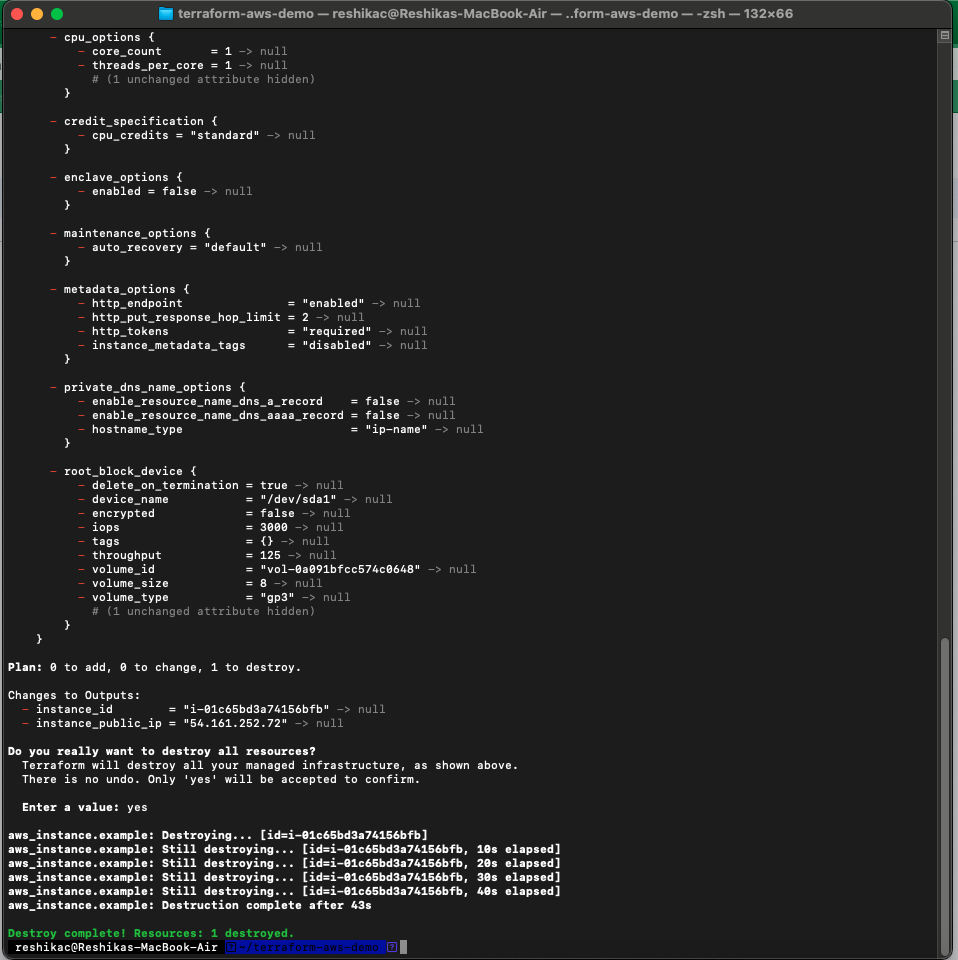 terraform-aws-demo — reshikac@Reshikas-MacBook-Air — ..form-aws-demo — -zsh — 132×66
- cpu_options {
- core_count       = 1 -> null
- threads_per_core = 1 -> null
# (1 unchanged attribute hidden)
}
- credit_specification {
- cpu_credits = "standard" -> null
}
- enclave_options {
- enabled = false -> null
}
- maintenance_options {
- auto_recovery = "default" -> null
}
- metadata_options {
- http_endpoint               = "enabled" -> null
- http_put_response_hop_limit = 2 -> null
- http_tokens                 = "required" -> null
- instance_metadata_tags      = "disabled" -> null
}
- private_dns_name_options {
- enable_resource_name_dns_a_record    = false -> null
- enable_resource_name_dns_aaaa_record = false -> null
- hostname_type                        = "ip-name" -> null
}
- root_block_device {
- delete_on_termination = true -> null
- device_name           = "/dev/sda1" -> null
- encrypted             = false -> null
- iops                  = 3000 -> null
- tags                  = {} -> null
- throughput            = 125 -> null
- volume_id             = "vol-0a091bfcc574c0648" -> null
- volume_size           = 8 -> null
- volume_type           = "gp3" -> null
# (1 unchanged attribute hidden)
}
}
Plan: 0 to add, 0 to change, 1 to destroy.
Changes to Outputs:
- instance_id        = "i-01c65bd3a74156bfb" -> null
- instance_public_ip = "54.161.252.72" -> null
Do you really want to destroy all resources?
Terraform will destroy all your managed infrastructure, as shown above.
There is no undo. Only 'yes' will be accepted to confirm.
Enter a value: yes
aws_instance.example: Destroying... [id=i-01c65bd3a74156bfb]
aws_instance.example: Still destroying... [id=i-01c65bd3a74156bfb, 10s elapsed]
aws_instance.example: Still destroying... [id=i-01c65bd3a74156bfb, 20s elapsed]
aws_instance.example: Still destroying... [id=i-01c65bd3a74156bfb, 30s elapsed]
aws_instance.example: Still destroying... [id=i-01c65bd3a74156bfb, 40s elapsed]
aws_instance.example: Destruction complete after 43s
Destroy complete! Resources: 1 destroyed.
reshikac@Reshikas-MacBook-Air ? ~/terraform-aws-demo ?